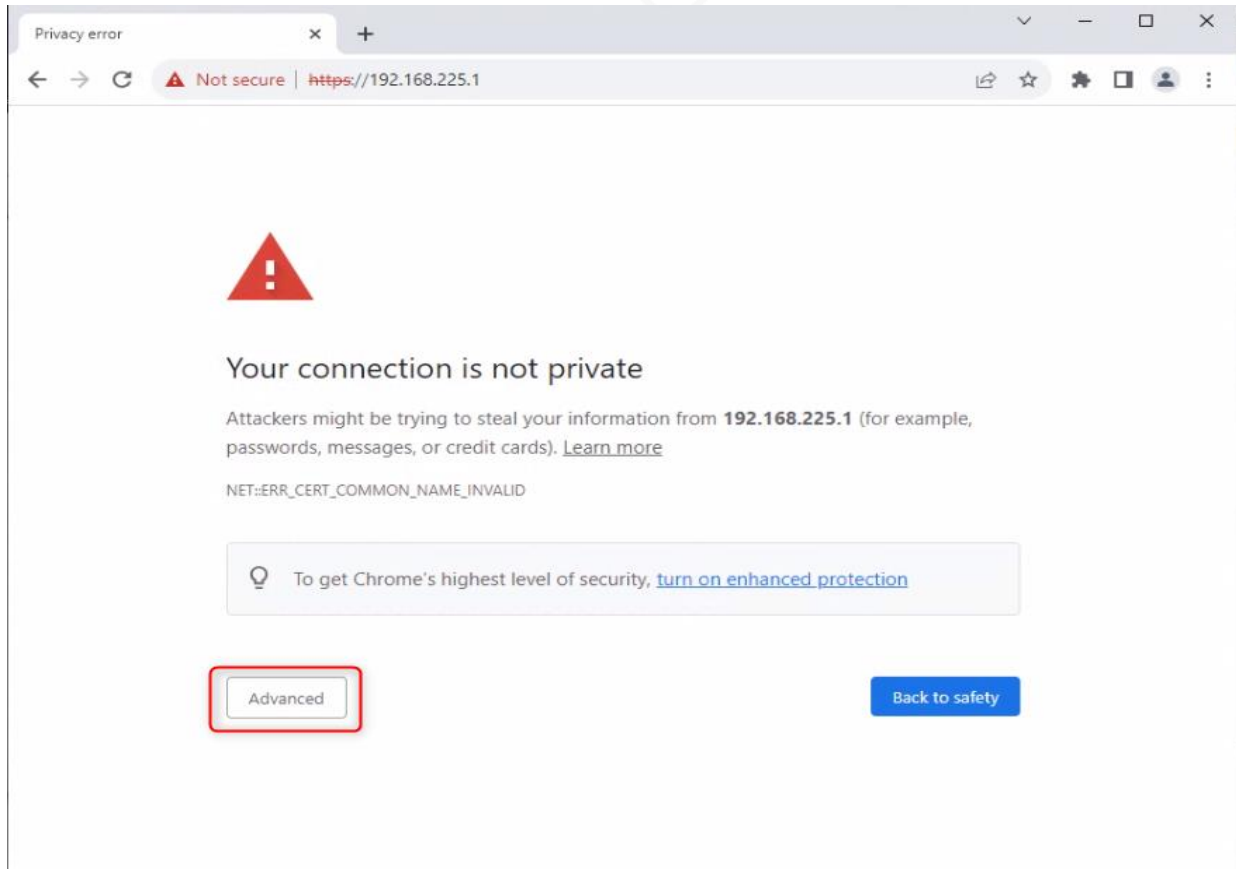 Privacy error
Not secure | https://192.168.225.1
Your connection is not private
Attackers might be trying to steal your information from 192.168.225.1 (for example,
passwords, messages, or credit cards). Learn more
NET::ERR_CERT_COMMON_NAME_INVALID
To get Chrome's highest level of security, turn on enhanced protection
Advanced
Back to safety